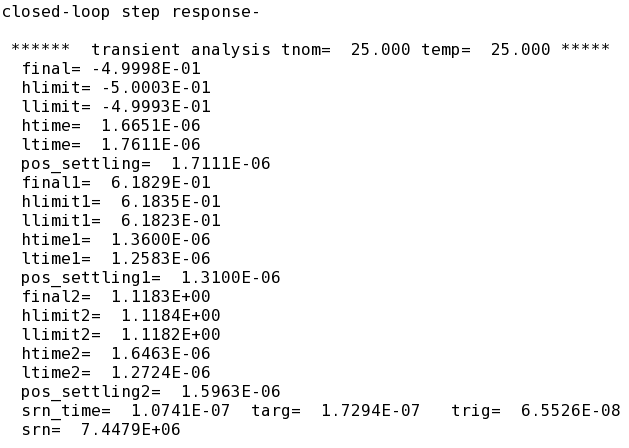 closed-loop step response-
****** transient analysis tnom= 25.000 temp= 25.000 *****
final= -4.9998E-01
hlimit= -5.0003E-01
llimit= -4.9993E-01
htime= 1.6651E-06
ltime= 1.7611E-06
pos_settling= 1.7111E-06
final1= 6.1829E-01
hlimit1= 6.1835E-01
llimit1= 6.1823E-01
htime1= 1.3600E-06
ltime1= 1.2583E-06
pos_settling1= 1.3100E-06
final2= 1.1183E+00
hlimit2= 1.1184E+00
llimit2= 1.1182E+00
htime2= 1.6463E-06
ltime2= 1.2724E-06
pos_settling2= 1.5963E-06
srn_time= 1.0741E-07 targ= 1.7294E-07 trig= 6.5526E-08
srn= 7.4479E+06